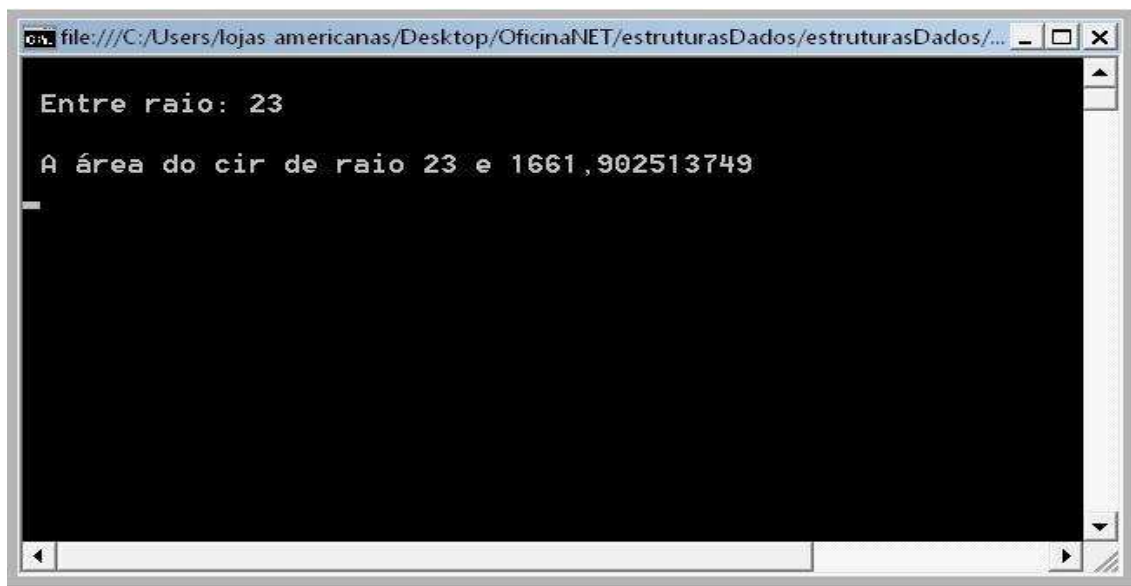 C:\. file:///C:/Users/lojas americanas/Desktop/OficinaNET/estruturasDados/estruturasDados/...
Entre raio: 23
A área do cir de raio 23 e 1661,902513749